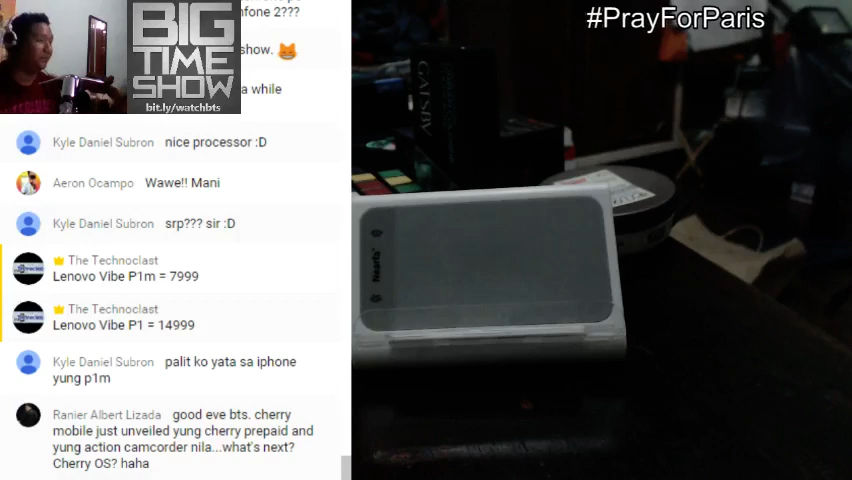 nfone 2???
show.
a while
BIG
TIME
SHOW
bit.ly/watchbts
Kyle Daniel Subron nice processor :D
Aeron Ocampo Wawe!! Mani
Kyle Daniel Subron srp??? sir :D
The Technoclast
Lenovo Vibe P1m = 7999
The Technoclast
Lenovo Vibe P1 = 14999
Kyle Daniel Subron palit ko yata sa iphone
yung p1m
Ranier Albert Lizada good eve bts. cherry
mobile just unveiled yung cherry prepaid and
yung action camcorder nila...what's next?
Cherry OS? haha
#PrayForParis
GATSBY